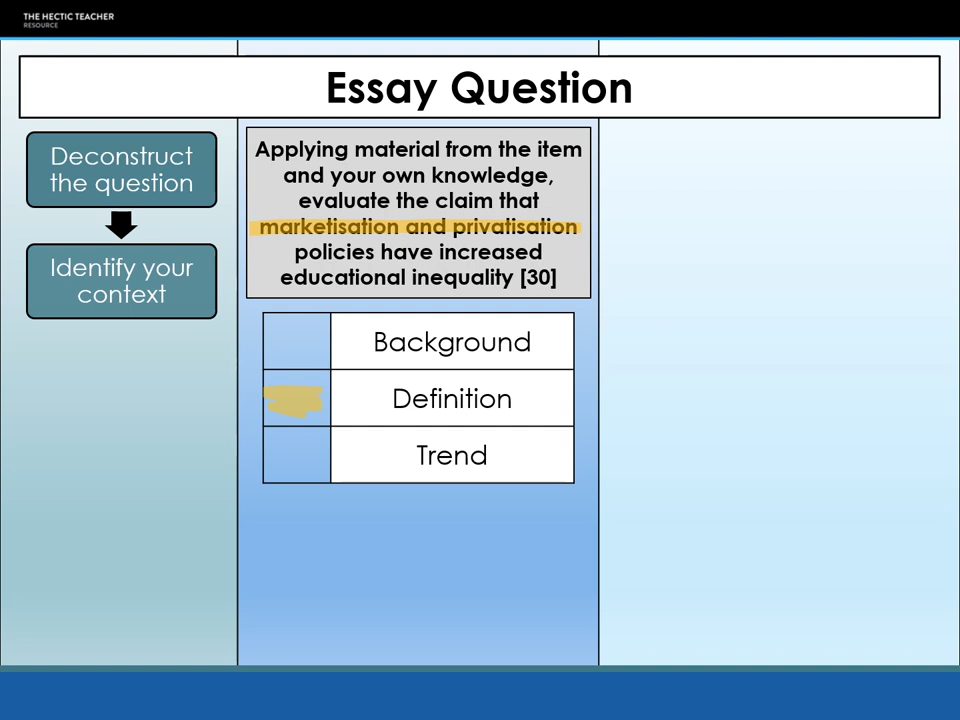 THE HECTIC TEACHER
RESOURCE
Essay Question
Deconstruct
the question
Identify your
context
Applying material from the item
and your own knowledge,
evaluate the claim that
marketisation and privatisation
policies have increased
educational inequality [30]
Background
Definition
Trend